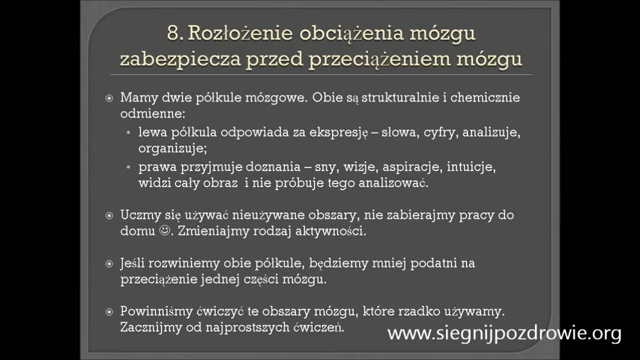 8. Rozłożenie obciążenia mózgu
zabezpiecza przed przeciążeniem mózgu
Mamy dwie półkule mózgowe. Obie są strukturalnie i chemicznie
odmienne:
lewa półkula odpowiada za ekspresję – słowa, cyfry, analizuje,
organizuje;
prawa przyjmuje doznania – sny, wizje, aspiracje, intuicje,
widzi cały obraz i nie próbuje tego analizować.
Uczmy się używać nieużywane obszary, nie zabierajmy pracy do
domu ☺. Zmieniajmy rodzaj aktywności.
Jeśli rozwiniemy obie półkule, będziemy mniej podatni na
przeciążenie jednej części mózgu.
Powinniśmy ćwiczyć te obszary mózgu, które rzadko używamy.
Zacznijmy od najprostszych ćwiczeń.
www.siegnijpozdrowie.org